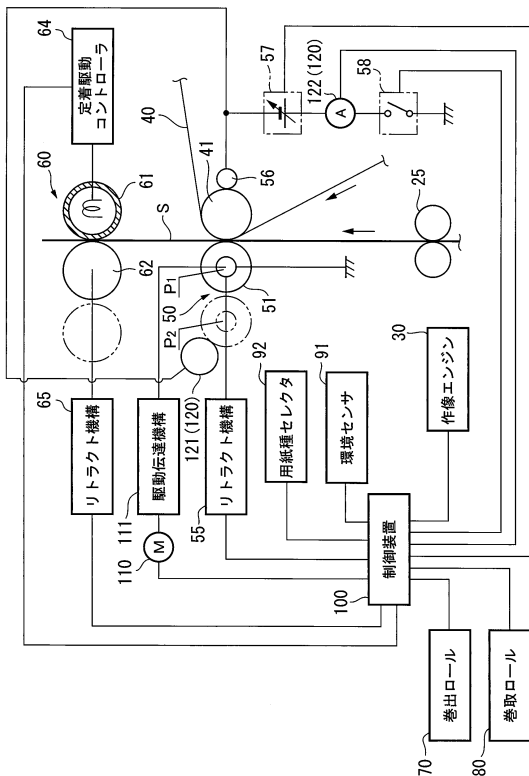 64
定着駆動
コントローラ
60
61
62
S
40
41
56
57
122 (120)
A
58
25
P1
P2
50
51
121 (120)
65
リトラクト機構
111
駆動伝達機構
110
M
55
リトラクト機構
92
用紙種セレクタ
91
環境センサ
30
作像エンジン
100
制御装置
70
巻出ロール
80
巻取ロール